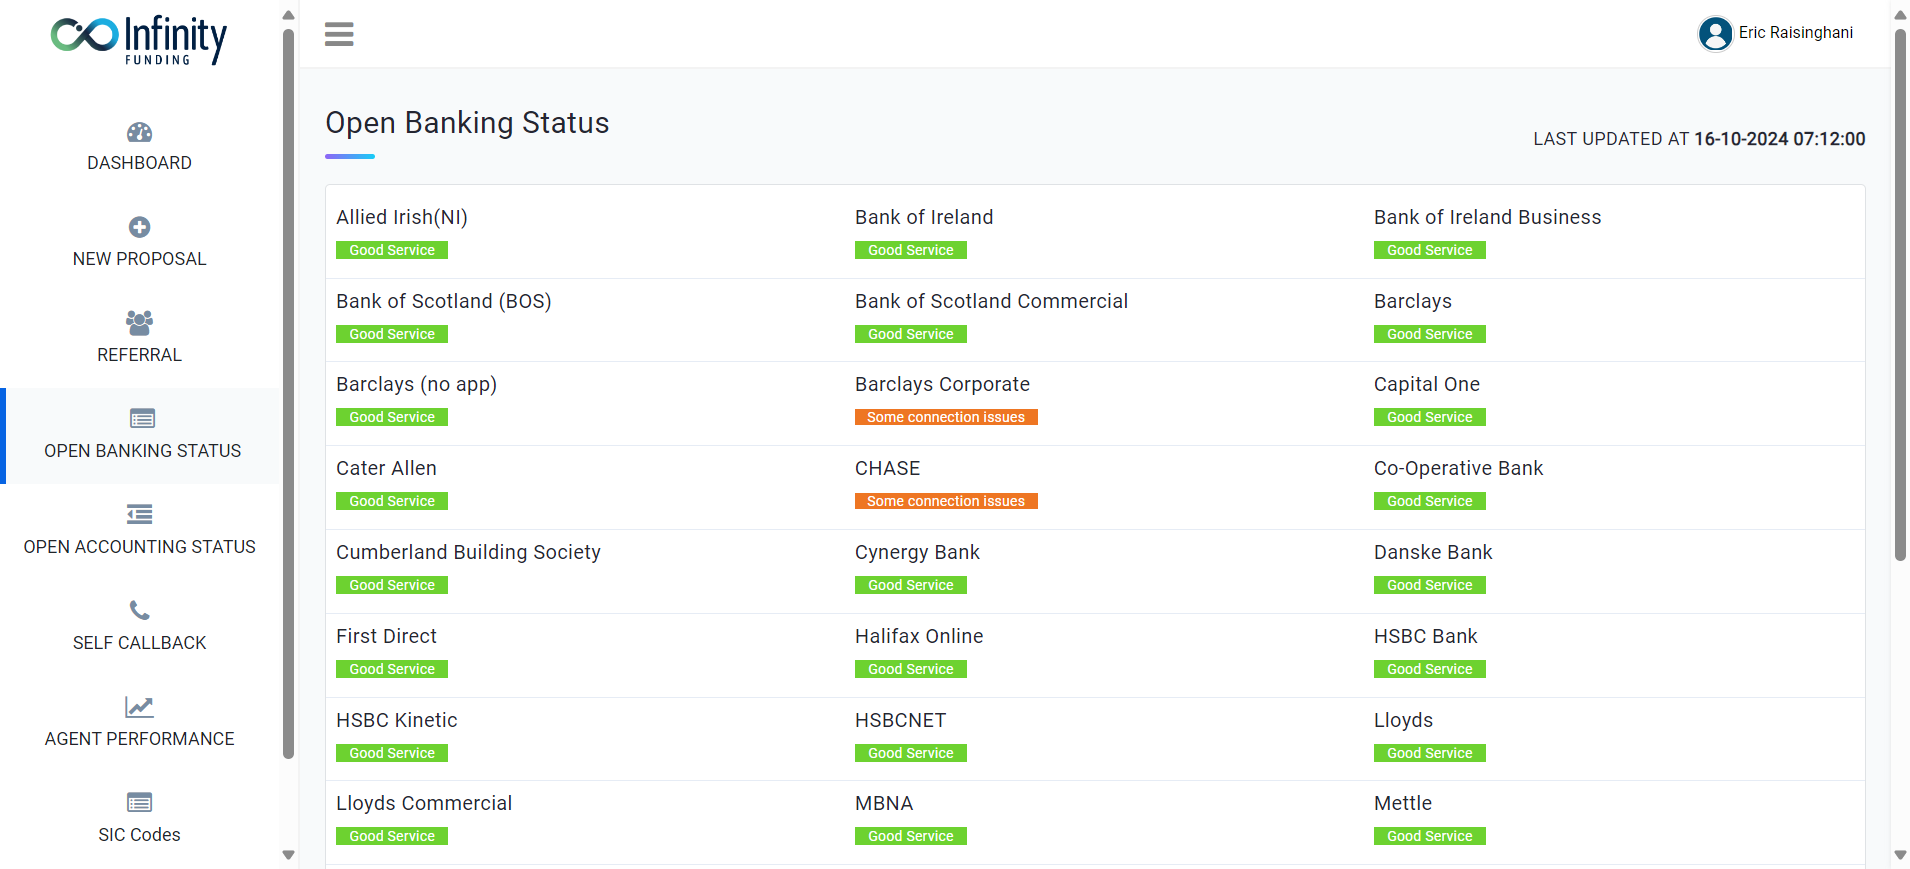 Infinity
FUNDING
Eric Raisinghani
DASHBOARD
NEW PROPOSAL
REFERRAL
OPEN BANKING STATUS
OPEN ACCOUNTING STATUS
SELF CALLBACK
AGENT PERFORMANCE
SIC Codes
Open Banking Status
LAST UPDATED AT 16-10-2024 07:12:00
Allied Irish(NI)
Good Service
Bank of Ireland
Good Service
Bank of Ireland Business
Good Service
Bank of Scotland (BOS)
Good Service
Bank of Scotland Commercial
Good Service
Barclays
Good Service
Barclays (no app)
Good Service
Barclays Corporate
Some connection issues
Capital One
Good Service
Cater Allen
Good Service
CHASE
Some connection issues
Co-Operative Bank
Good Service
Cumberland Building Society
Good Service
Cynergy Bank
Good Service
Danske Bank
Good Service
First Direct
Good Service
Halifax Online
Good Service
HSBC Bank
Good Service
HSBC Kinetic
Good Service
HSBCNET
Good Service
Lloyds
Good Service
Lloyds Commercial
Good Service
MBNA
Good Service
Mettle
Good Service